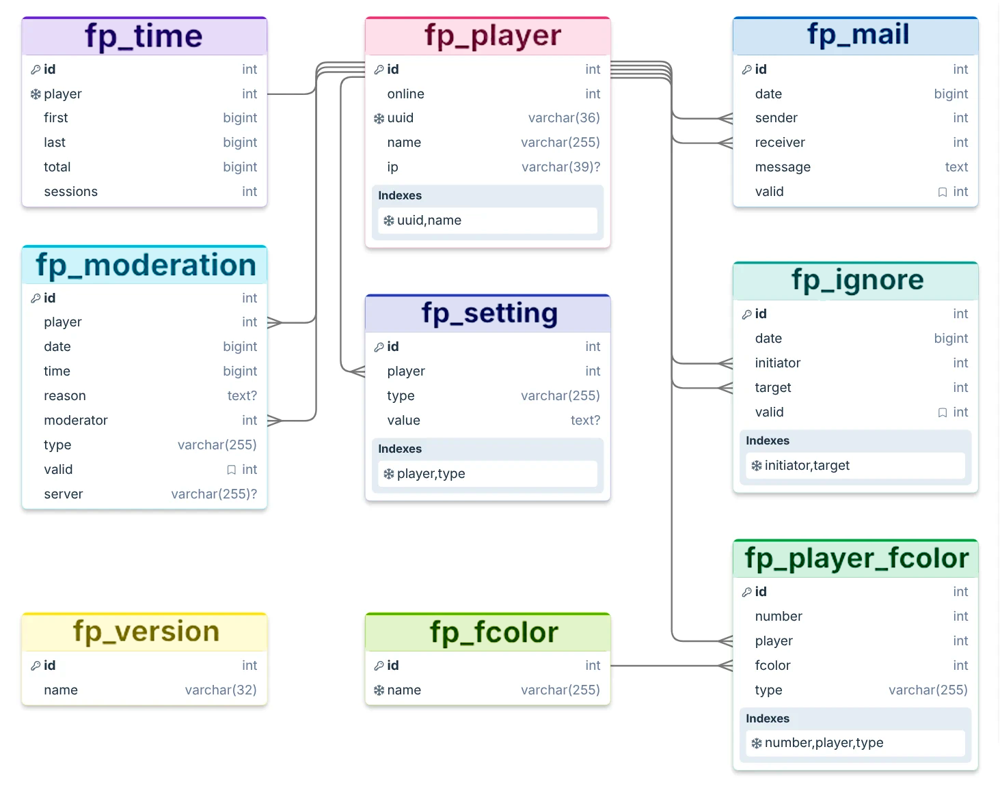 fp_time
id int
player int
first bigint
last bigint
total bigint
sessions int
fp_player
id int
online int
uuid varchar(36)
name varchar(255)
ip varchar(39)?
Indexes
uuid,name
fp_mail
id int
date bigint
sender int
receiver int
message text
valid int
fp_moderation
id int
player int
date bigint
time bigint
reason text?
moderator int
type varchar(255)
valid int
server varchar(255)?
fp_setting
id int
player int
type varchar(255)
value text?
Indexes
player,type
fp_ignore
id int
date bigint
initiator int
target int
valid int
Indexes
initiator,target
fp_version
id int
name varchar(32)
fp_fcolor
id int
name varchar(255)
fp_player_fcolor
id int
number int
player int
fcolor int
type varchar(255)
Indexes
number,player,type